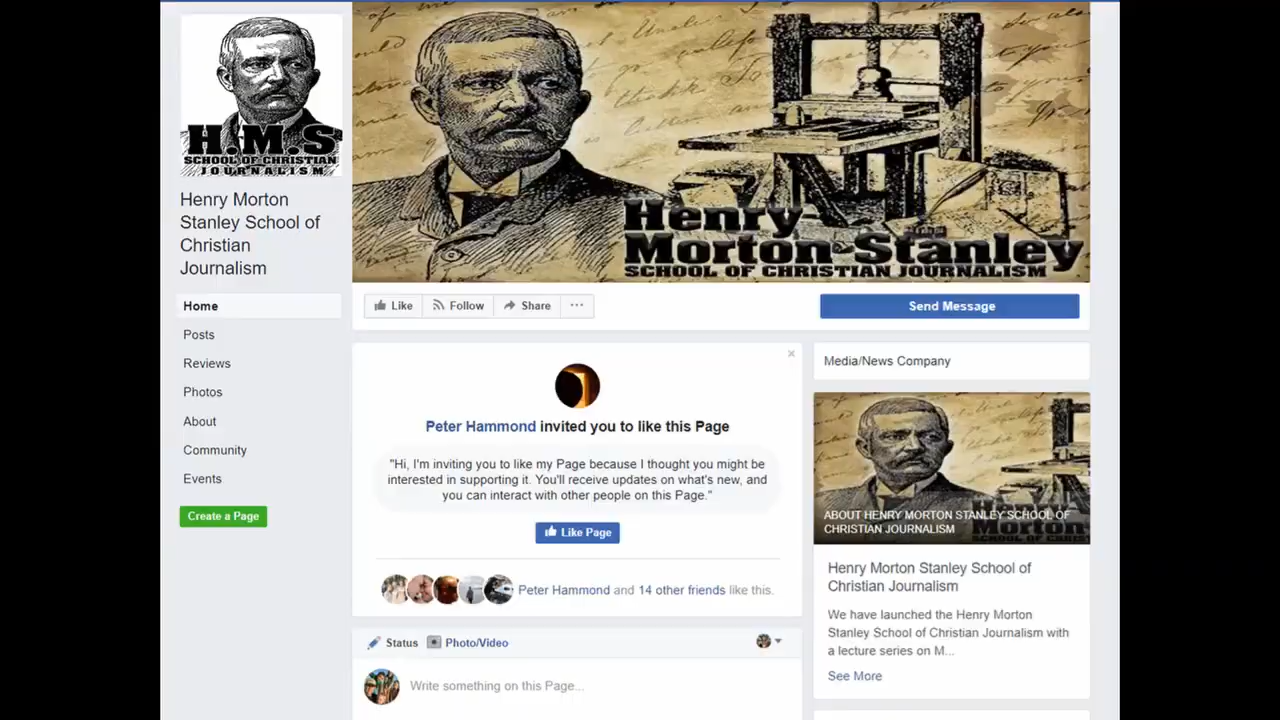 H.M.S
SCHOOL OF CHRISTIAN
JOURNALISM
Henry
Morton Stanley
SCHOOL OF CHRISTIAN JOURNALISM
Henry Morton
Stanley School of
Christian
Journalism
Home
Posts
Reviews
Photos
About
Community
Events
Create a Page
Like Follow Share ...
Send Message
Peter Hammond invited you to like this Page
"Hi, I'm inviting you to like my Page because I thought you might be
interested in supporting it. You'll receive updates on what's new, and
you can interact with other people on this Page."
Like Page
Peter Hammond and 14 other friends like this.
Status Photo/Video
Write something on this Page...
Media/News Company
ABOUT HENRY MORTON STANLEY SCHOOL OF
CHRISTIAN JOURNALISM
Henry Morton Stanley School of
Christian Journalism
We have launched the Henry Morton
Stanley School of Christian Journalism with
a lecture series on M...
See More